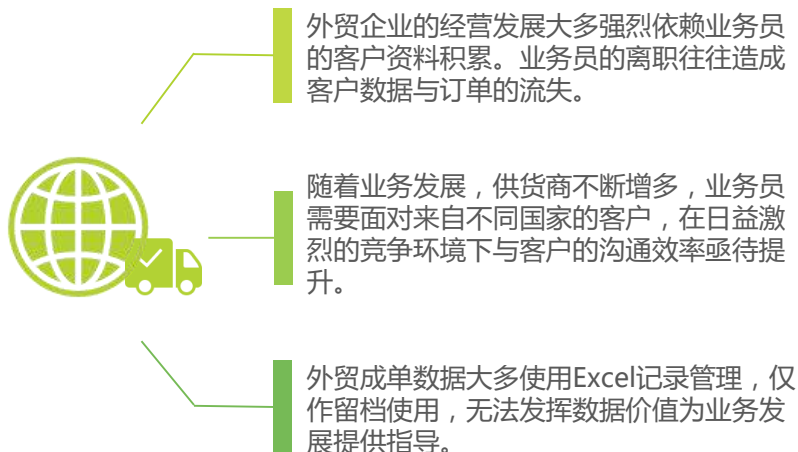 外贸企业的经营发展大多强烈依赖业务员
的客户资料积累。业务员的离职往往造成
客户数据与订单的流失。
随着业务发展，供货商不断增多，业务员
需要面对来自不同国家的客户，在日益激
烈的竞争环境下与客户的沟通效率亟待提
升。
外贸成单数据大多使用Excel记录管理，仅
作留档使用，无法发挥数据价值为业务发
展提供指导。